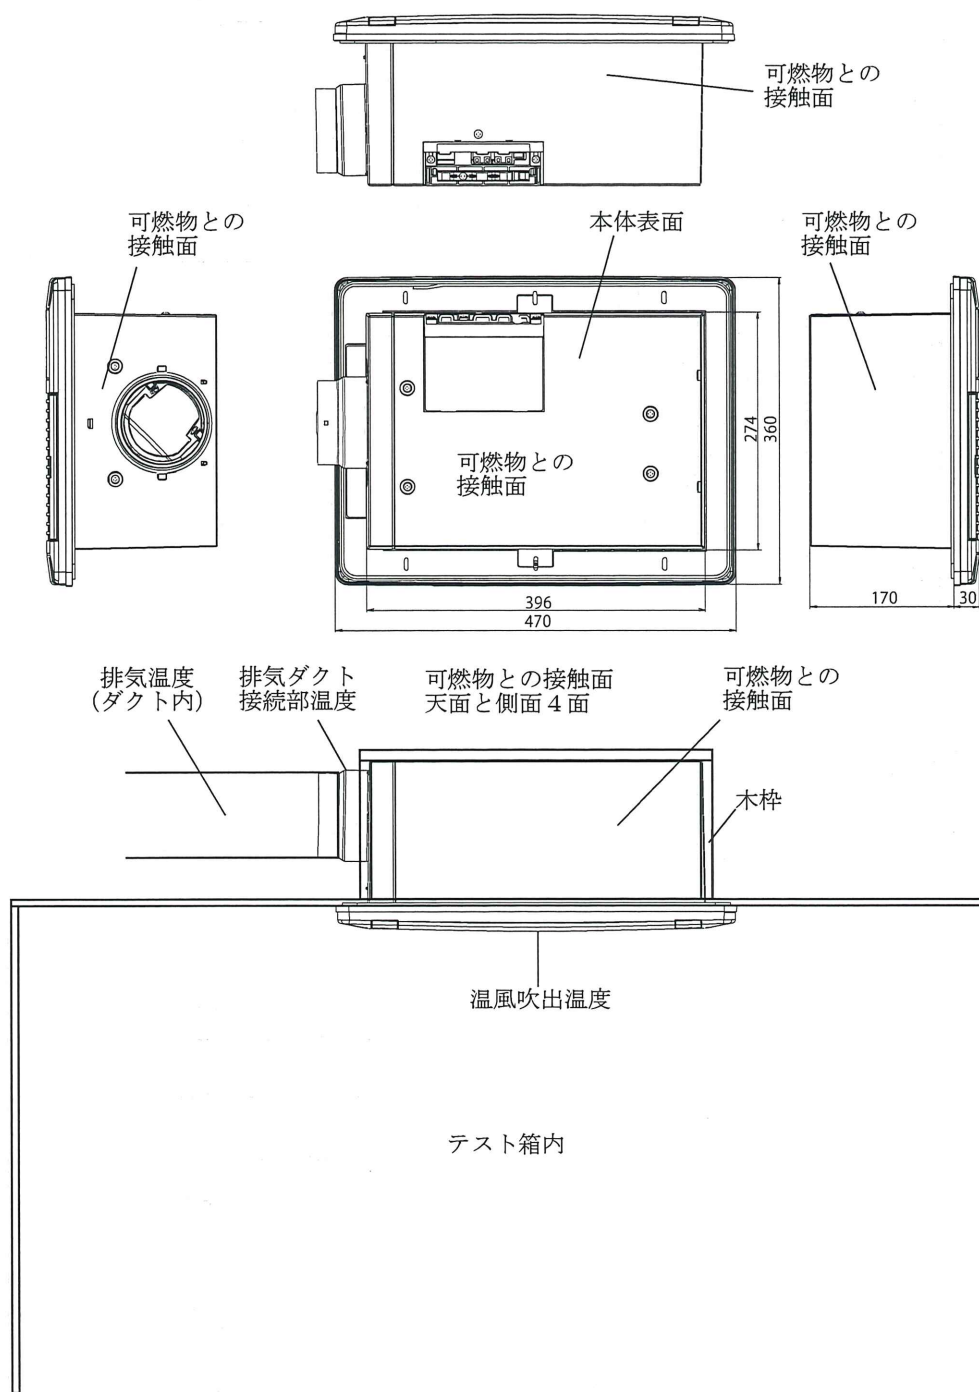 可燃物との
接触面
可燃物との
接触面
本体表面
可燃物との
接触面
可燃物との
接触面
274
360
396
470
170
30
排気温度
(ダクト内)
排気ダクト
接続部温度
可燃物との接触面
天面と側面4面
可燃物との
接触面
木枠
温風吹出温度
テスト箱内